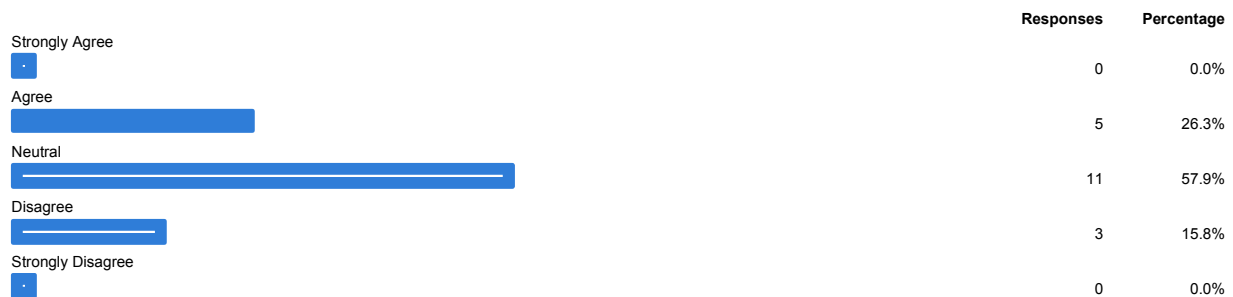 Responses Percentage
Strongly Agree
0 0.0%
Agree
5 26.3%
Neutral
11 57.9%
Disagree
3 15.8%
Strongly Disagree
0 0.0%